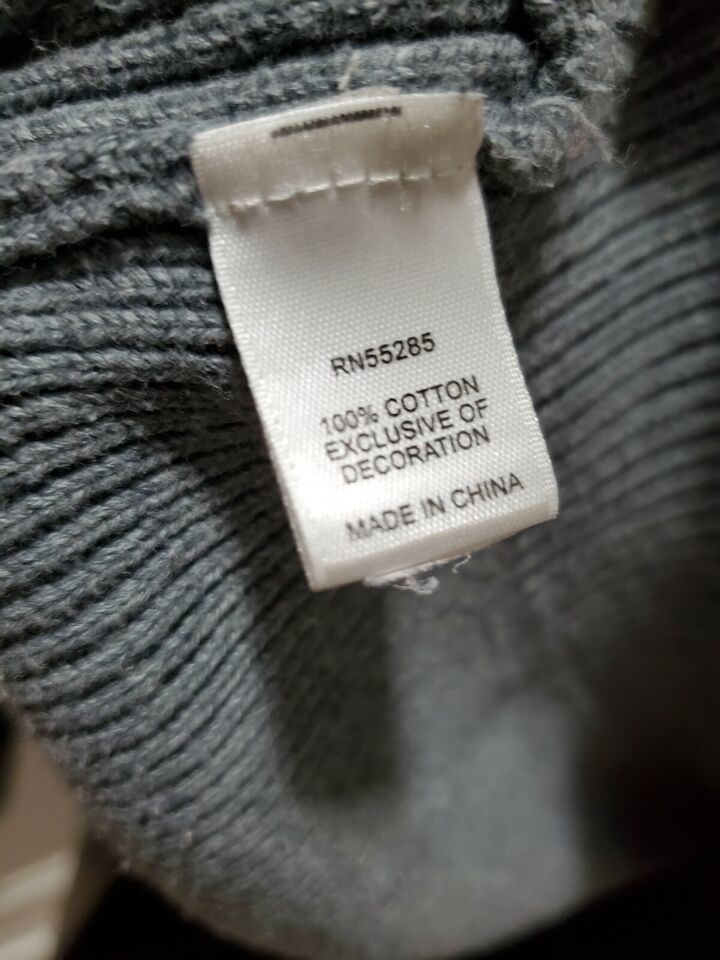 RN55285
100% COTTON
EXCLUSIVE OF
DECORATION
MADE IN CHINA